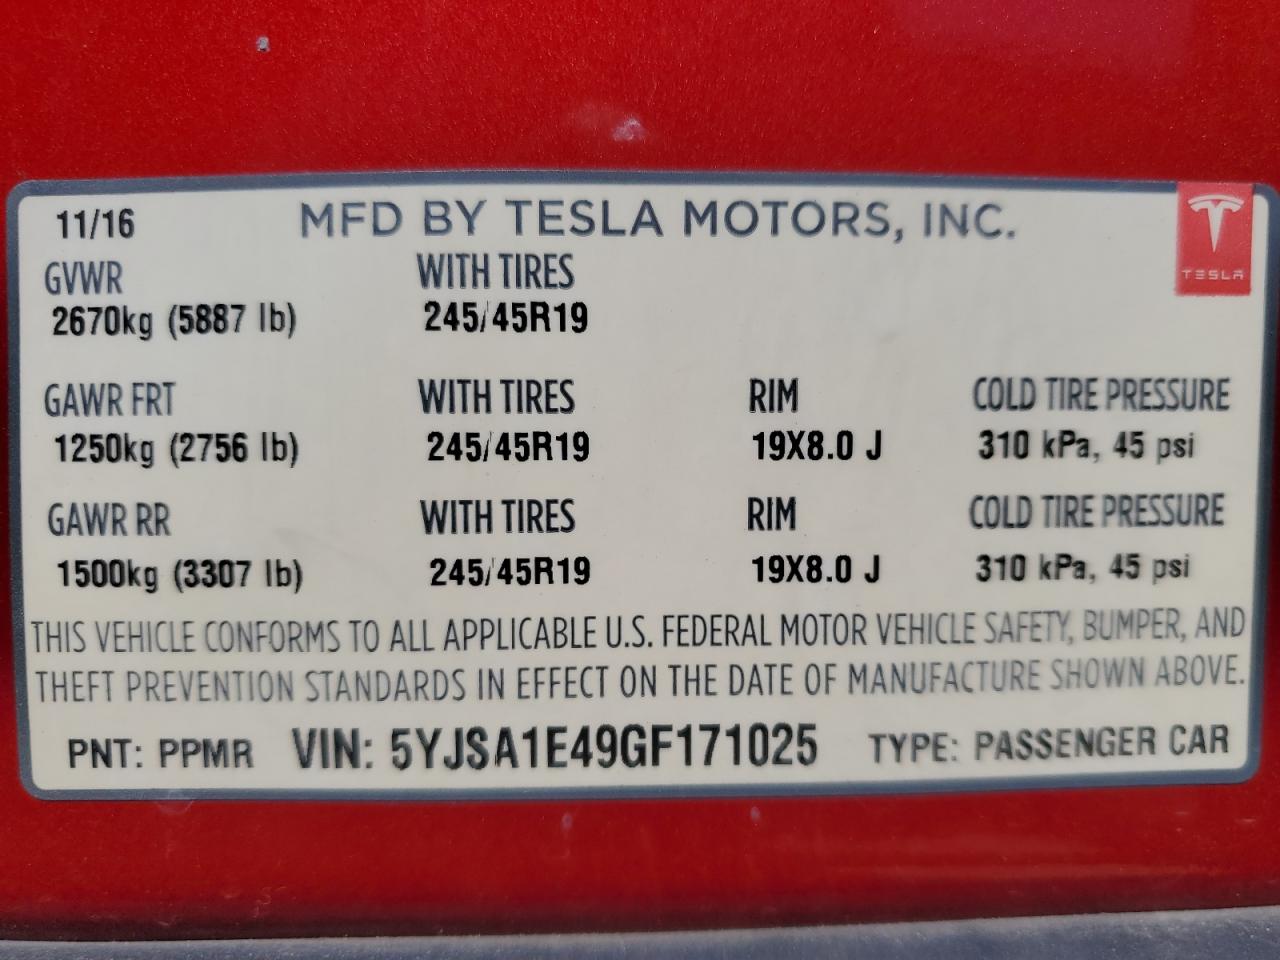 11/16 MFD BY TESLA MOTORS, INC.
TESLA
GVWR WITH TIRES
2670kg (5887 lb) 245/45R19
GAWR FRT WITH TIRES RIM COLD TIRE PRESSURE
1250kg (2756 lb) 245/45R19 19X8.0 J 310 kPa, 45 psi
GAWR RR WITH TIRES RIM COLD TIRE PRESSURE
1500kg (3307 lb) 245/45R19 19X8.0 J 310 kPa, 45 psi
THIS VEHICLE CONFORMS TO ALL APPLICABLE U.S. FEDERAL MOTOR VEHICLE SAFETY, BUMPER, AND
THEFT PREVENTION STANDARDS IN EFFECT ON THE DATE OF MANUFACTURE SHOWN ABOVE.
PNT: PPMR VIN: 5YJSA1E49GF171025 TYPE: PASSENGER CAR